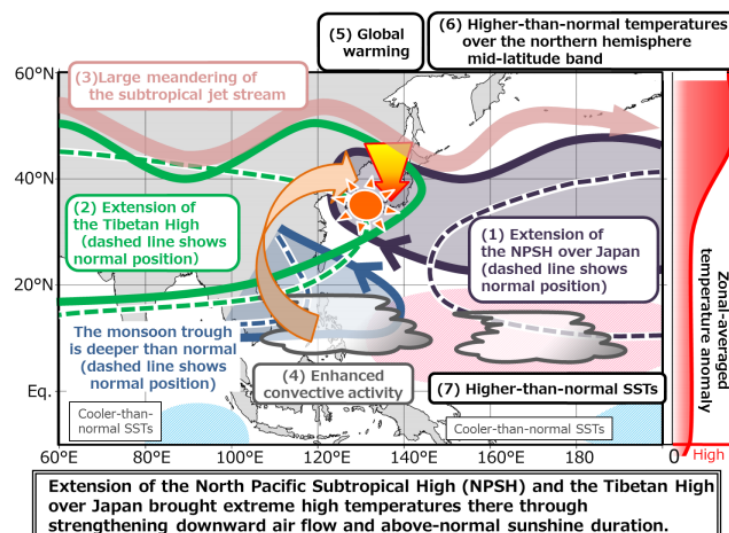 (5) Global
warming
(6) Higher-than-normal temperatures
over the northern hemisphere
mid-latitude band
60°N
(3)Large meandering of
the subtropical jet stream
40°N
(2) Extension of
the Tibetan High
(dashed line shows
normal position)
(1) Extension of
the NPSH over Japan
(dashed line shows
normal position)
20°N
The monsoon trough
is deeper than normal
(dashed line shows
normal position)
(4) Enhanced
convective activity
(7) Higher-than-normal SSTs
Eq.
Cooler-than-
normal SSTs
Cooler-than-normal SSTs
Zonal-averaged
temperature anomaly
60°E
80°E
100°E
120°E
140°E
160°E
180
0
High
Extension of the North Pacific Subtropical High (NPSH) and the Tibetan High
over Japan brought extreme high temperatures there through
strengthening downward air flow and above-normal sunshine duration.